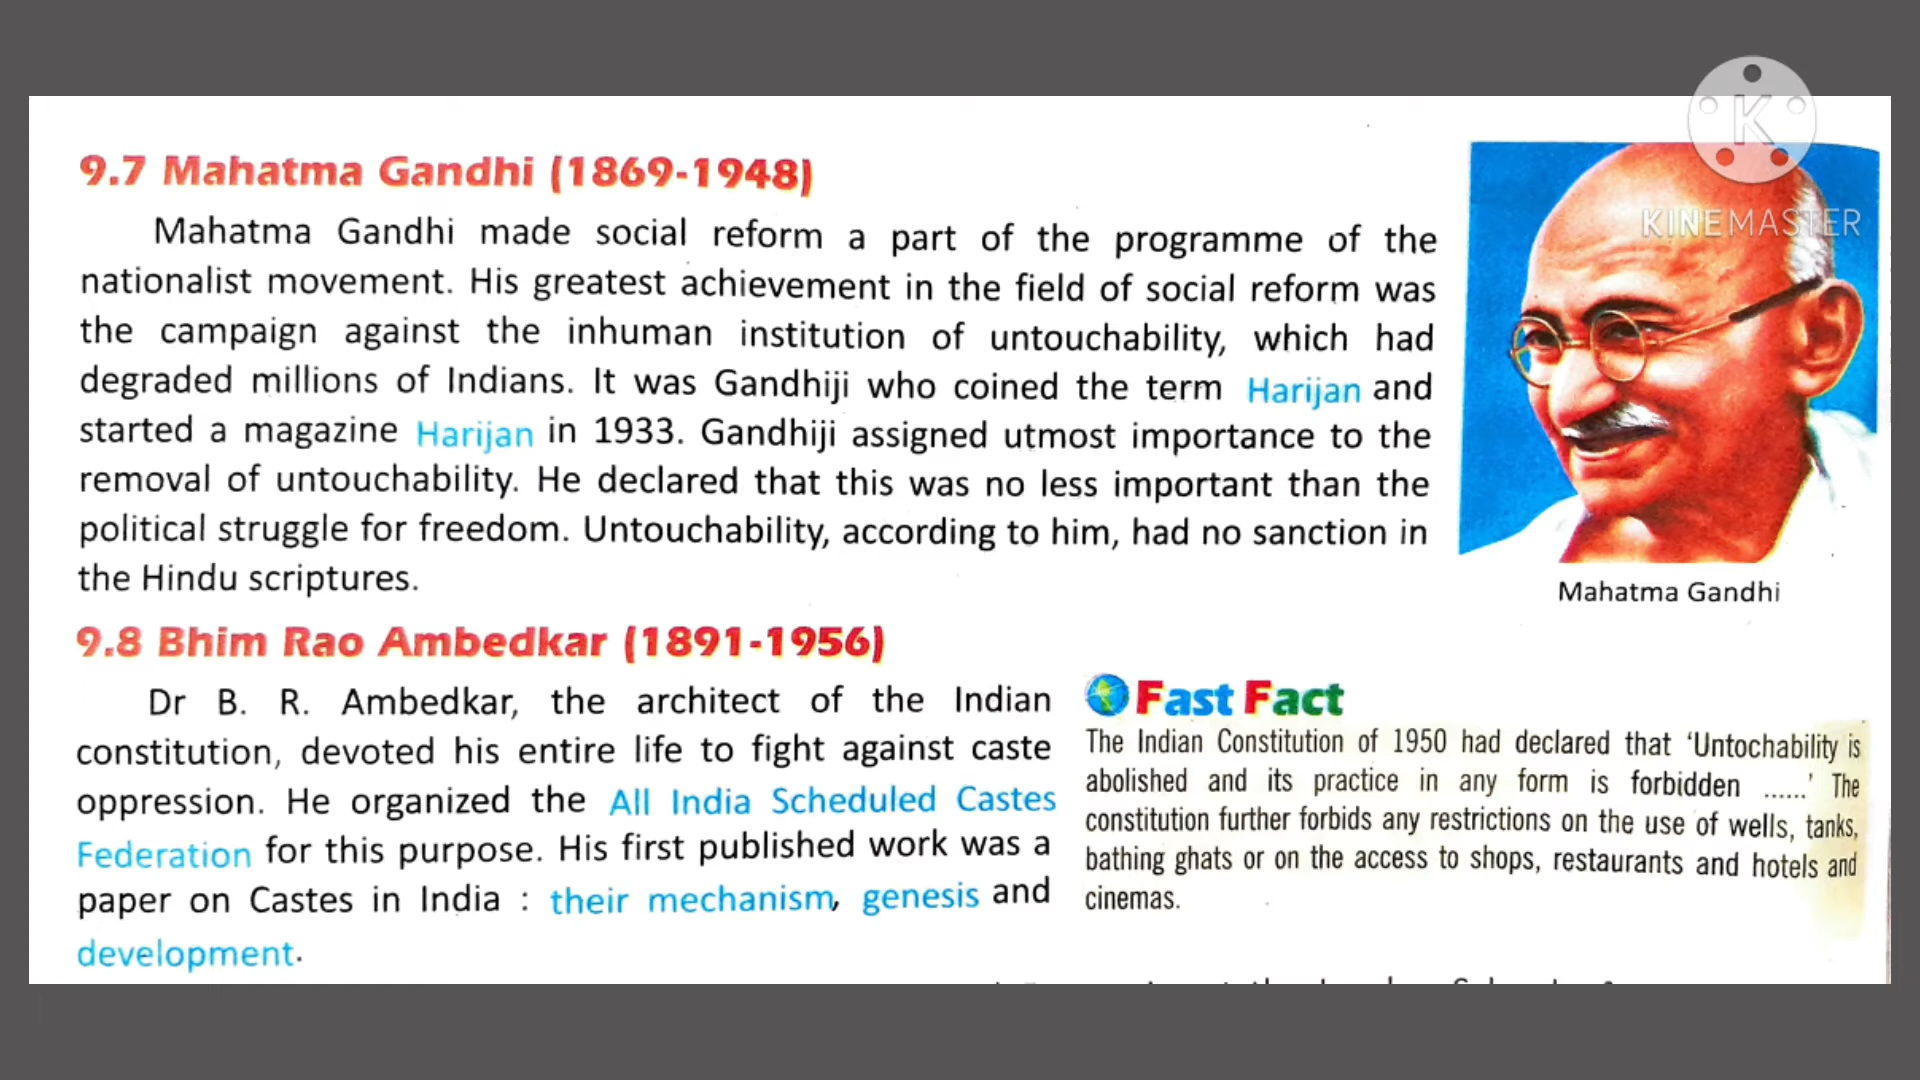 K
KINEMASTER
9.7 Mahatma Gandhi (1869-1948)
Mahatma Gandhi made social reform a part of the programme of the
nationalist movement. His greatest achievement in the field of social reform was
the campaign against the inhuman institution of untouchability, which had
degraded millions of Indians. It was Gandhiji who coined the term Harijan and
started a magazine Harijan in 1933. Gandhiji assigned utmost importance to the
removal of untouchability. He declared that this was no less important than the
political struggle for freedom. Untouchability, according to him, had no sanction in
the Hindu scriptures.
Mahatma Gandhi
9.8 Bhim Rao Ambedkar (1891-1956)
Dr B. R. Ambedkar, the architect of the Indian
constitution, devoted his entire life to fight against caste
oppression. He organized the All India Scheduled Castes
Federation for this purpose. His first published work was a
paper on Castes in India : their mechanism, genesis and
development.
Fast Fact
The Indian Constitution of 1950 had declared that ‘Untochability is
abolished and its practice in any form is forbidden ......’ The
constitution further forbids any restrictions on the use of wells, tanks,
bathing ghats or on the access to shops, restaurants and hotels and
cinemas.